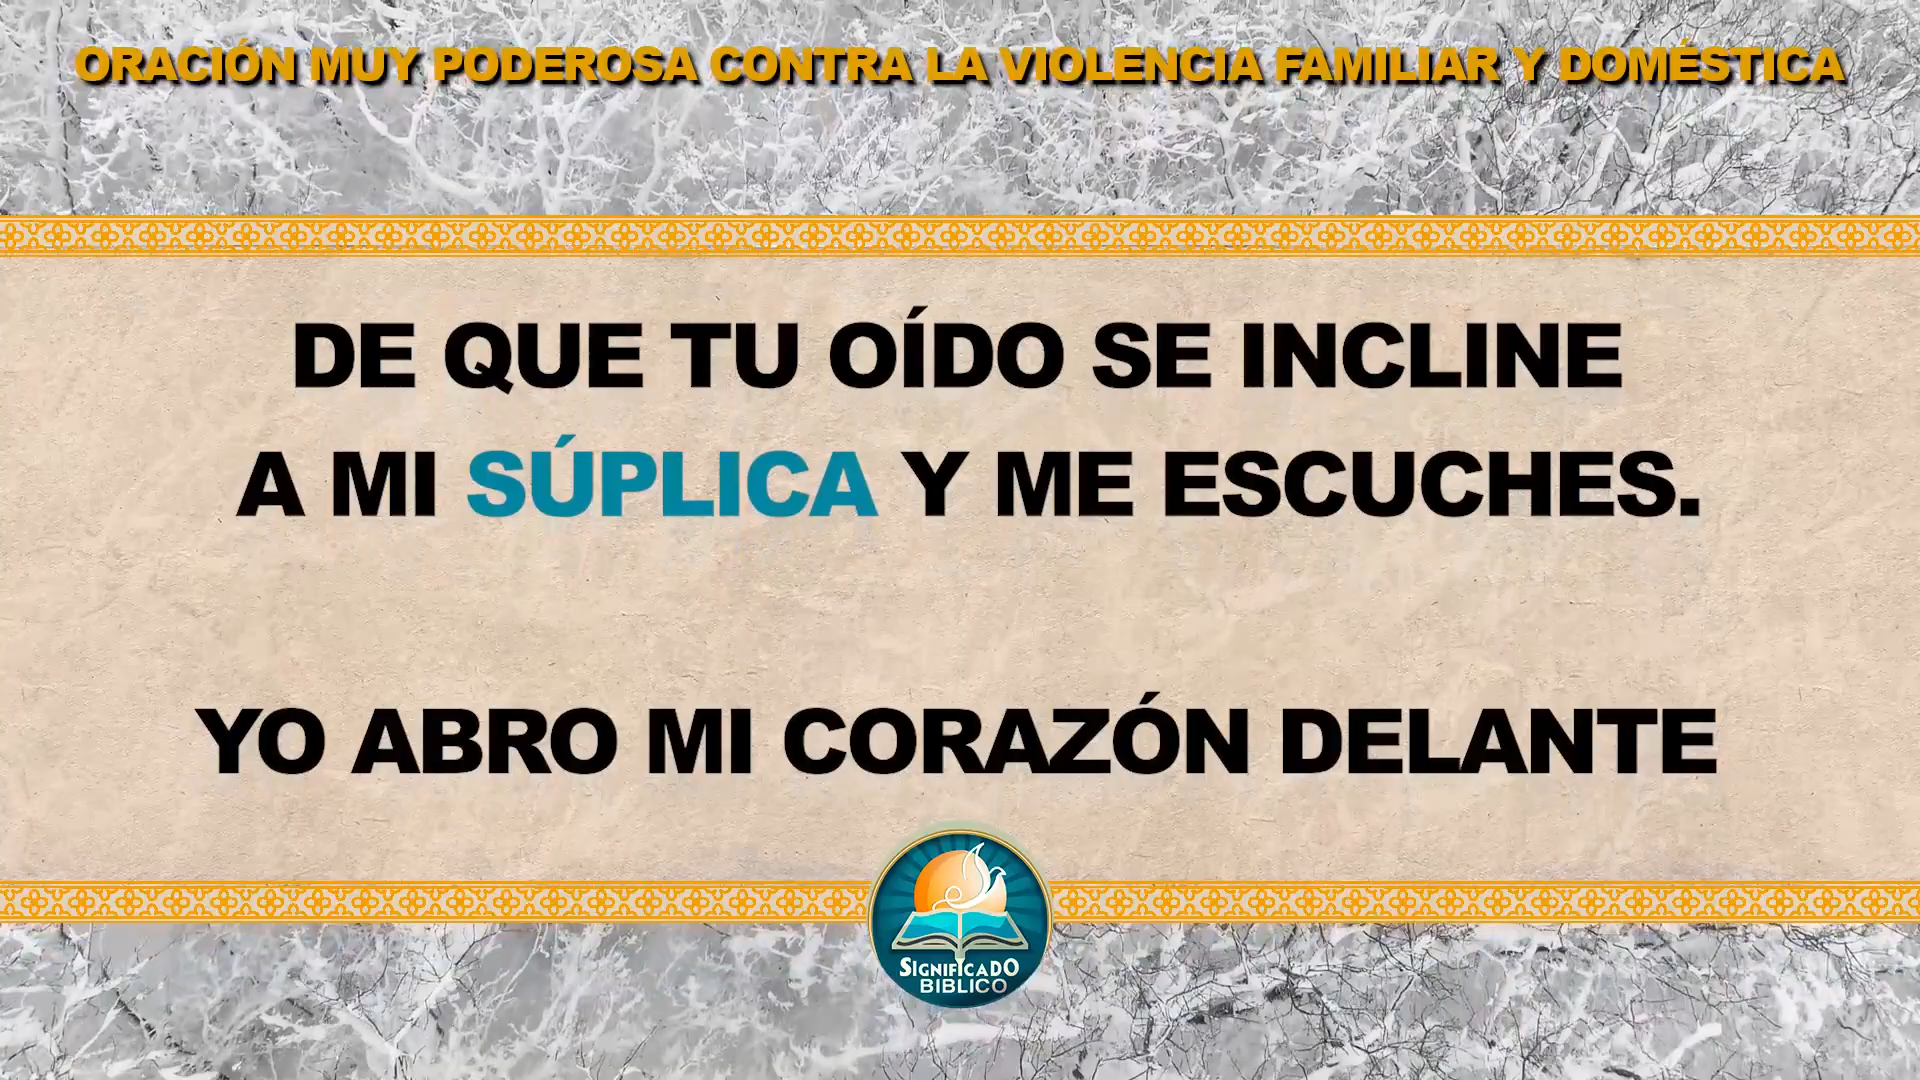 ORACIÓN MUY PODEROSA CONTRA LA VIOLENCIA FAMILIAR Y DOMÉSTICA
DE QUE TU OÍDO SE INCLINE
A MI SÚPLICA Y ME ESCUCHES.
YO ABRO MI CORAZÓN DELANTE
SIGNIFICADO
BIBLICO